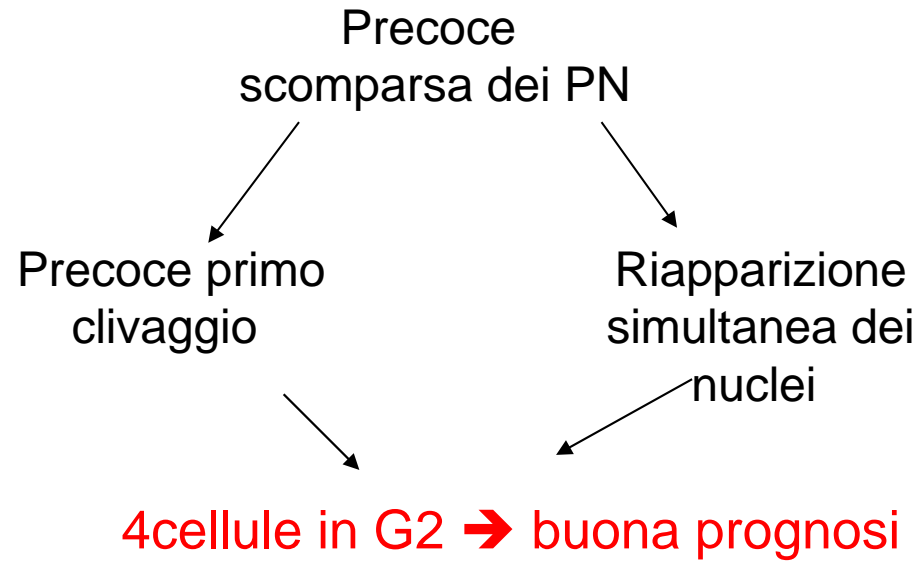 Precoce
scomparsa dei PN
Precoce primo
clivaggio
Riapparizione
simultanea dei
nuclei
4cellule in G2 ➔ buona prognosi